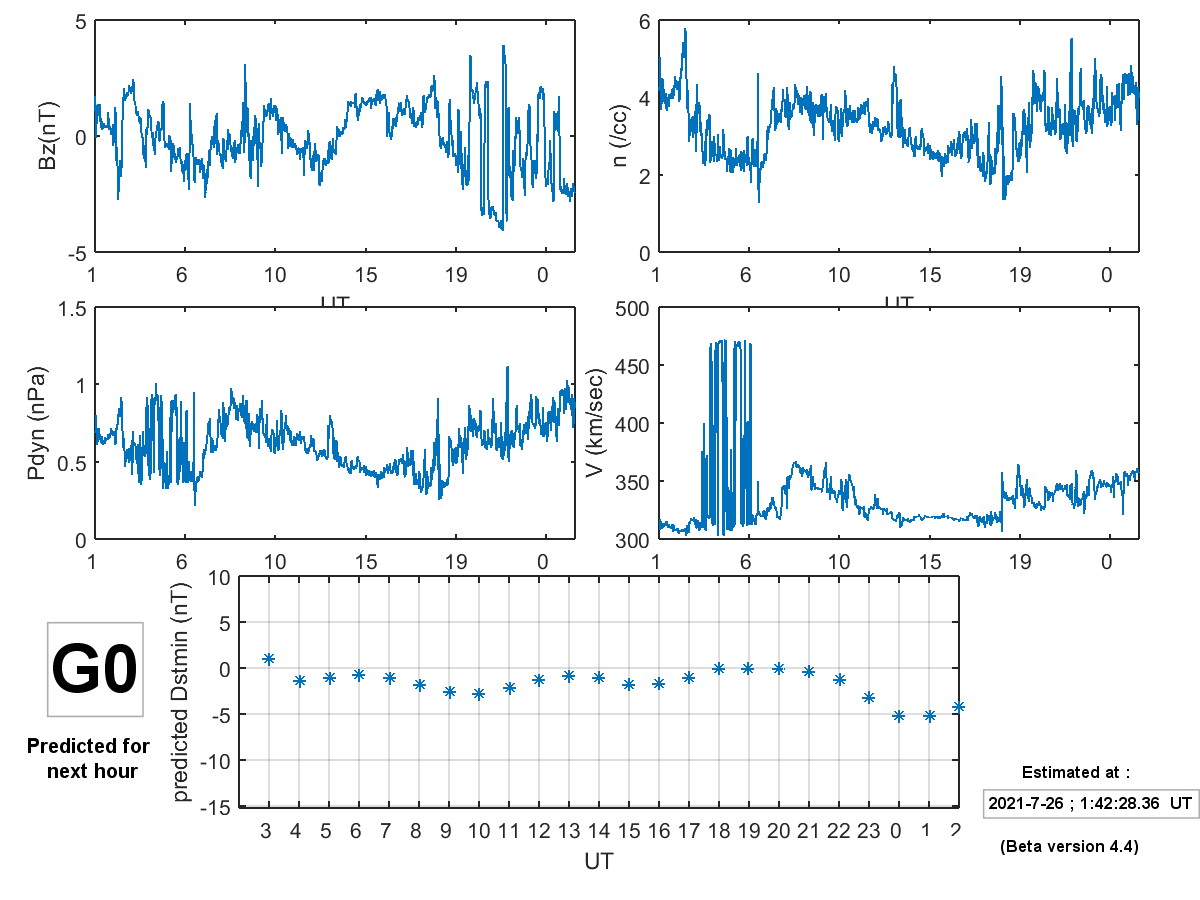 5
0
-5
Bz(nT)
1 6 10 15 19 0
UT
6
4
2
0
n (/cc)
1 6 10 15 19 0
UT
1.5
1
0.5
0
Pdyn (nPa)
1 6 10 15 19 0
500
450
400
350
300
V (km/sec)
1 6 10 15 19 0
10
5
0
-5
-10
-15
predicted Dstmin (nT)
3 4 5 6 7 8 9 10 11 12 13 14 15 16 17 18 19 20 21 22 23 0 1 2
UT
G0
Predicted for
next hour
Estimated at :
2021-7-26 ; 1:42:28.36 UT
(Beta version 4.4)